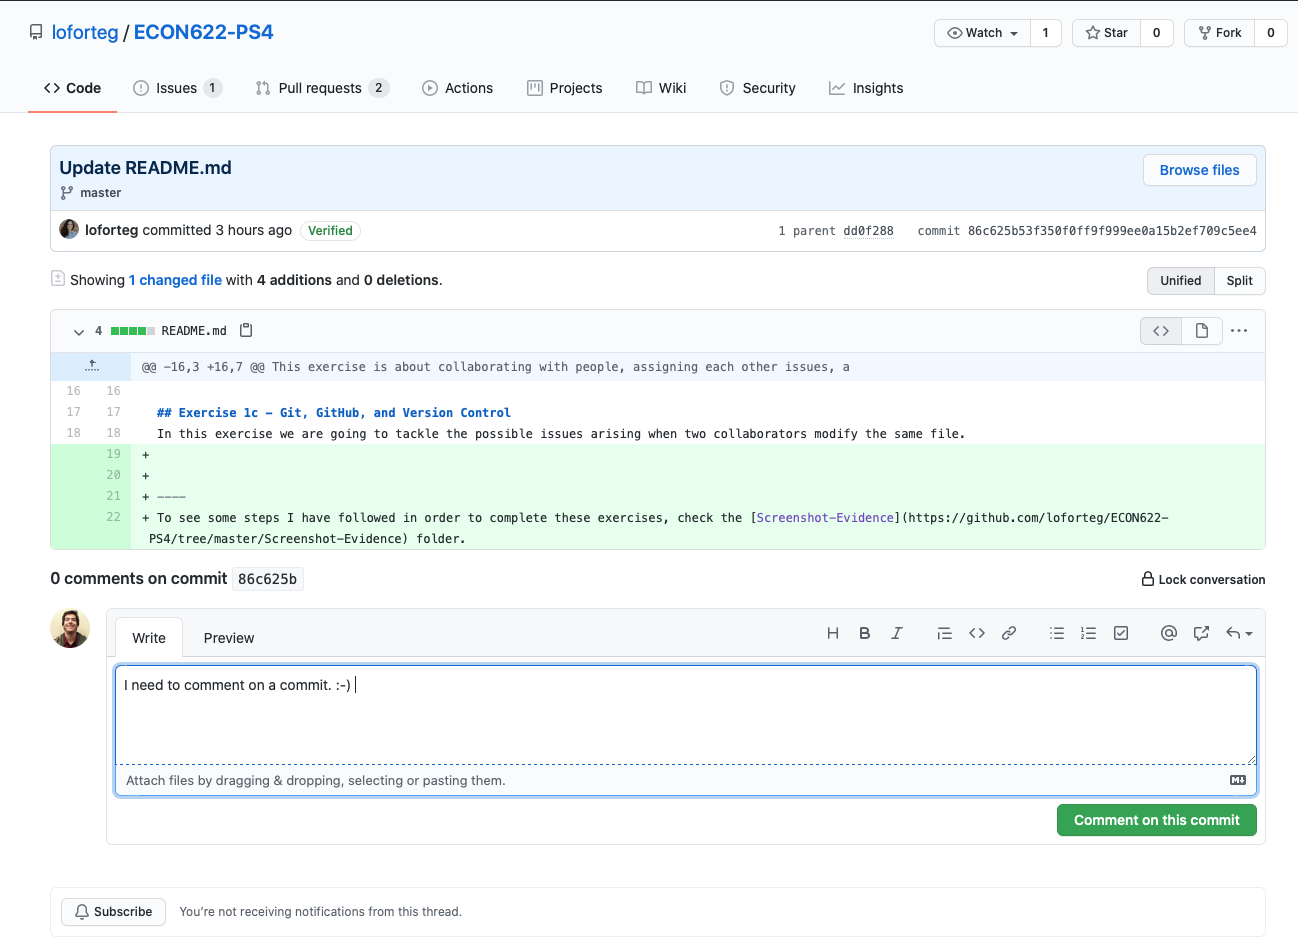 loforteg / ECON622-PS4
Watch 1 Star 0 Fork 0
Code Issues 1 Pull requests 2 Actions Projects Wiki Security Insights
Update README.md
Browse files
master
loforteg committed 3 hours ago Verified 1 parent dd0f288 commit 86c625b53f350f0ff9f999ee0a15b2ef709c5ee4
Showing 1 changed file with 4 additions and 0 deletions.
Unified Split
4 README.md
@@ -16,3 +16,7 @@ This exercise is about collaborating with people, assigning each other issues, a
16 16
17 17 ## Exercise 1c - Git, GitHub, and Version Control
18 18 In this exercise we are going to tackle the possible issues arising when two collaborators modify the same file.
19 +
20 +
21 + ----
22 + To see some steps I have followed in order to complete these exercises, check the [Screenshot-Evidence](https://github.com/loforteg/ECON622-
PS4/tree/master/Screenshot-Evidence) folder.
0 comments on commit 86c625b
Lock conversation
Write Preview
I need to comment on a commit. :-)
Attach files by dragging & dropping, selecting or pasting them.
Comment on this commit
Subscribe You're not receiving notifications from this thread.